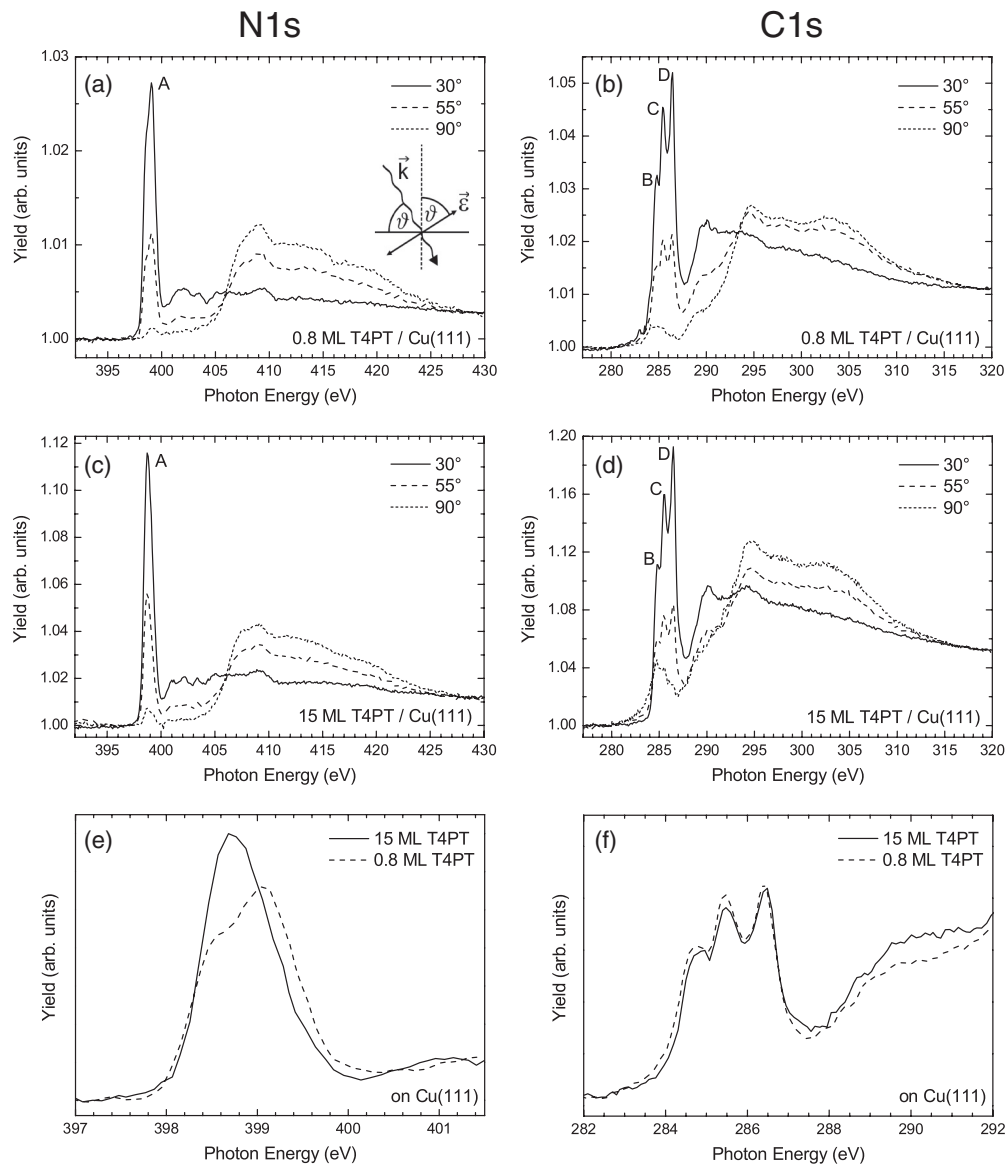 N1s
C1s
(a)
A
30°
55°
90°
k
ϑ
ϑ
ε
1.03
1.02
1.01
1.00
Yield (arb. units)
0.8 ML T4PT / Cu(111)
395 400 405 410 415 420 425 430
Photon Energy (eV)
(b)
B
C
D
30°
55°
90°
1.05
1.04
1.03
1.02
1.01
1.00
Yield (arb. units)
0.8 ML T4PT / Cu(111)
280 285 290 295 300 305 310 315 320
Photon Energy (eV)
(c)
A
30°
55°
90°
1.12
1.10
1.08
1.06
1.04
1.02
1.00
Yield (arb. units)
15 ML T4PT / Cu(111)
395 400 405 410 415 420 425 430
Photon Energy (eV)
(d)
B
C
D
30°
55°
90°
1.20
1.16
1.12
1.08
1.04
1.00
Yield (arb. units)
15 ML T4PT / Cu(111)
280 285 290 295 300 305 310 315 320
Photon Energy (eV)
(e)
15 ML T4PT
0.8 ML T4PT
Yield (arb. units)
on Cu(111)
397 398 399 400 401
Photon Energy (eV)
(f)
15 ML T4PT
0.8 ML T4PT
Yield (arb. units)
on Cu(111)
282 284 286 288 290 292
Photon Energy (eV)